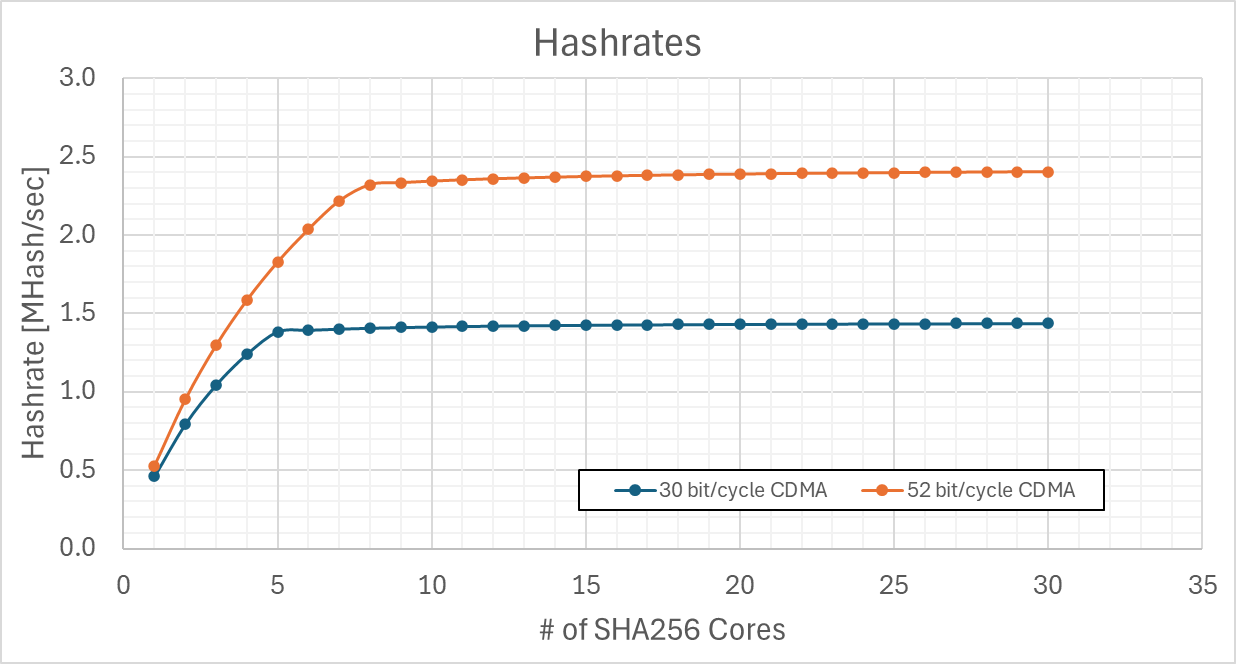 Hashrates
3.0
2.5
2.0
1.5
1.0
0.5
0.0
Hashrate [MHash/sec]
30 bit/cycle CDMA 52 bit/cycle CDMA
0 5 10 15 20 25 30 35
# of SHA256 Cores